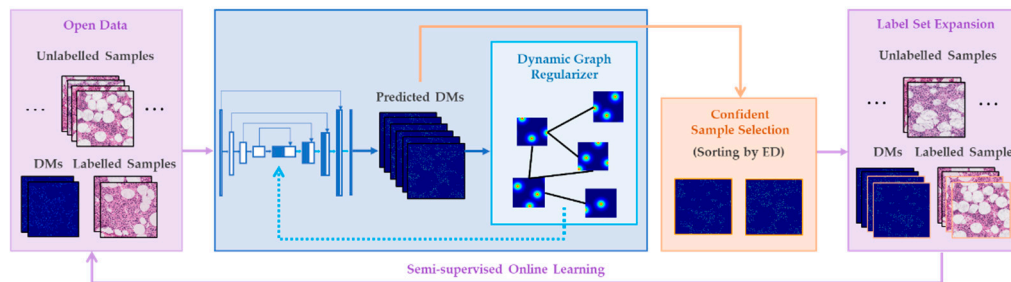 Open Data
Unlabelled Samples
... ...
DMs Labelled Samples
Predicted DMs
Dynamic Graph
Regularizer
Confident
Sample Selection
(Sorting by ED)
Label Set Expansion
Unlabelled Samples
... ...
DMs Labelled Samples
Semi-supervised Online Learning